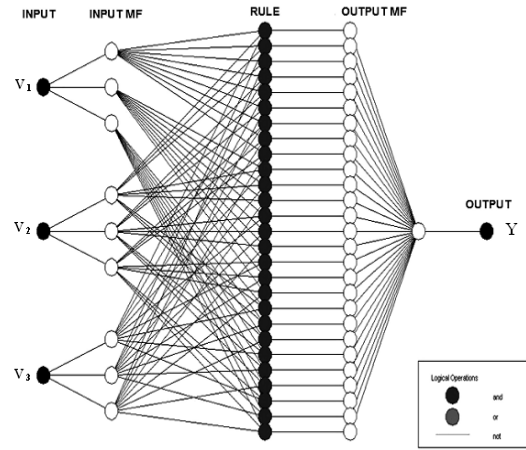 INPUT INPUT MF RULE OUTPUT MF
V1
V2
OUTPUT
Y
V3
Logical Operations
and
or
not